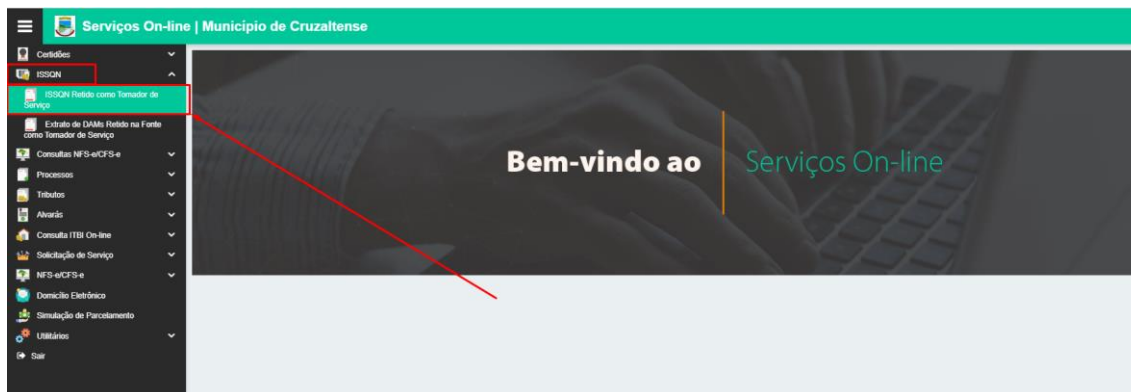 Serviços On-line | Município de Cruzaltense
Certidões
ISSQN
ISSQN Retido como Tomador de
Serviço
Extrato de DAMs Retido na Fonte
como Tomador de Serviço
Consultas NFS-e/CFS-e
Processos
Tributos
Alvarás
Consulta ITBI On-line
Solicitação de Serviço
NFS-e/CFS-e
Domicílio Eletrônico
Simulação de Parcelamento
Utilitários
Sair
Bem-vindo ao
Serviços On-line